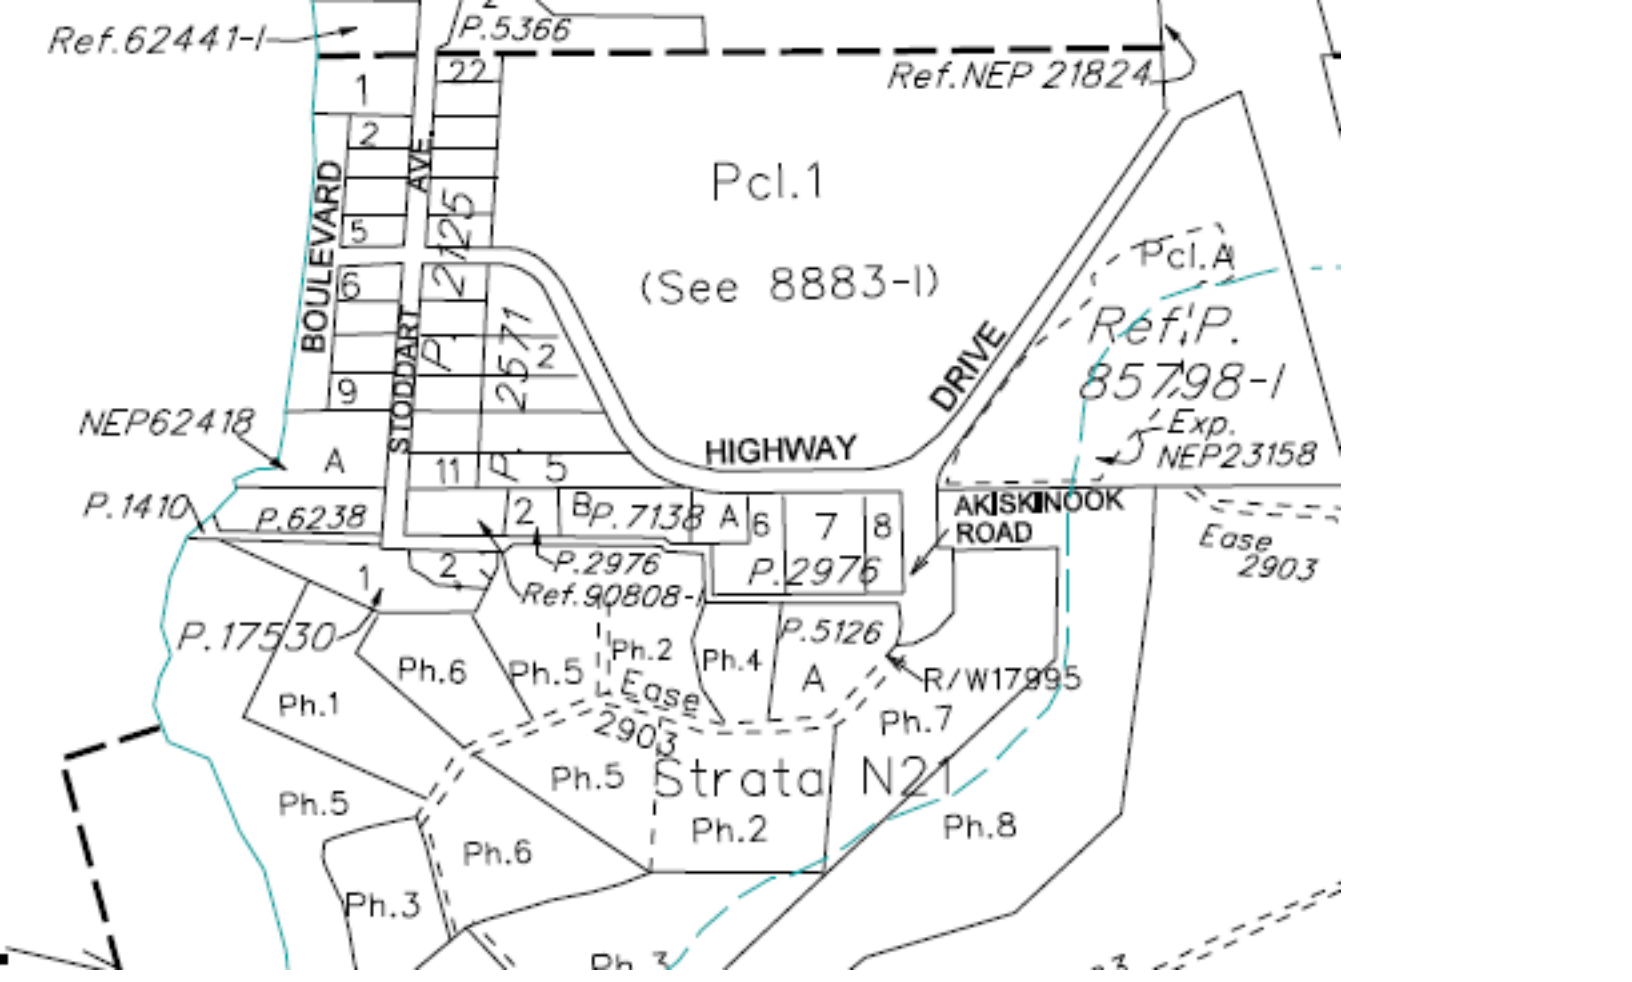 P.5366
Ref.62441-I
22
Ref.NEP 21824
1
2
AVE.
Pcl.1
BOULEVARD
5
P. 2125
Pcl.A
6
(See 8883-I)
Ref.P.
85798-I
STODDART
P. 2571
2
DRIVE
9
NEP62418
Exp.
NEP23158
HIGHWAY
A
11
5
P.1410
P.6238
2
B
P.7138
A
6
7
8
AKISKINOOK
ROAD
Ease
2903
1
2
P.2976
P.2976
Ref.90808-I
P.17530
P.5126
Ph.6
Ph.5
Ph.2
Ph.4
A
R/W17995
Ease
2903
Ph.1
Ph.7
Ph.5
Strata N21
Ph.5
Ph.2
Ph.8
Ph.6
Ph.3
Ph.3